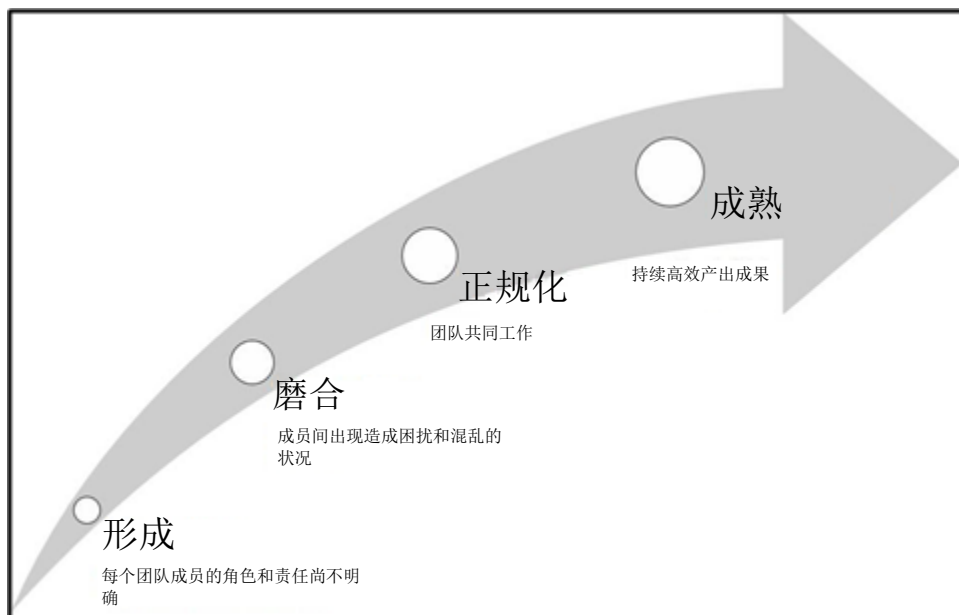 成熟
持续高效产出成果
正规化
团队共同工作
磨合
成员间出现造成困扰和混乱的
状况
形成
每个团队成员的角色和责任尚不明
确